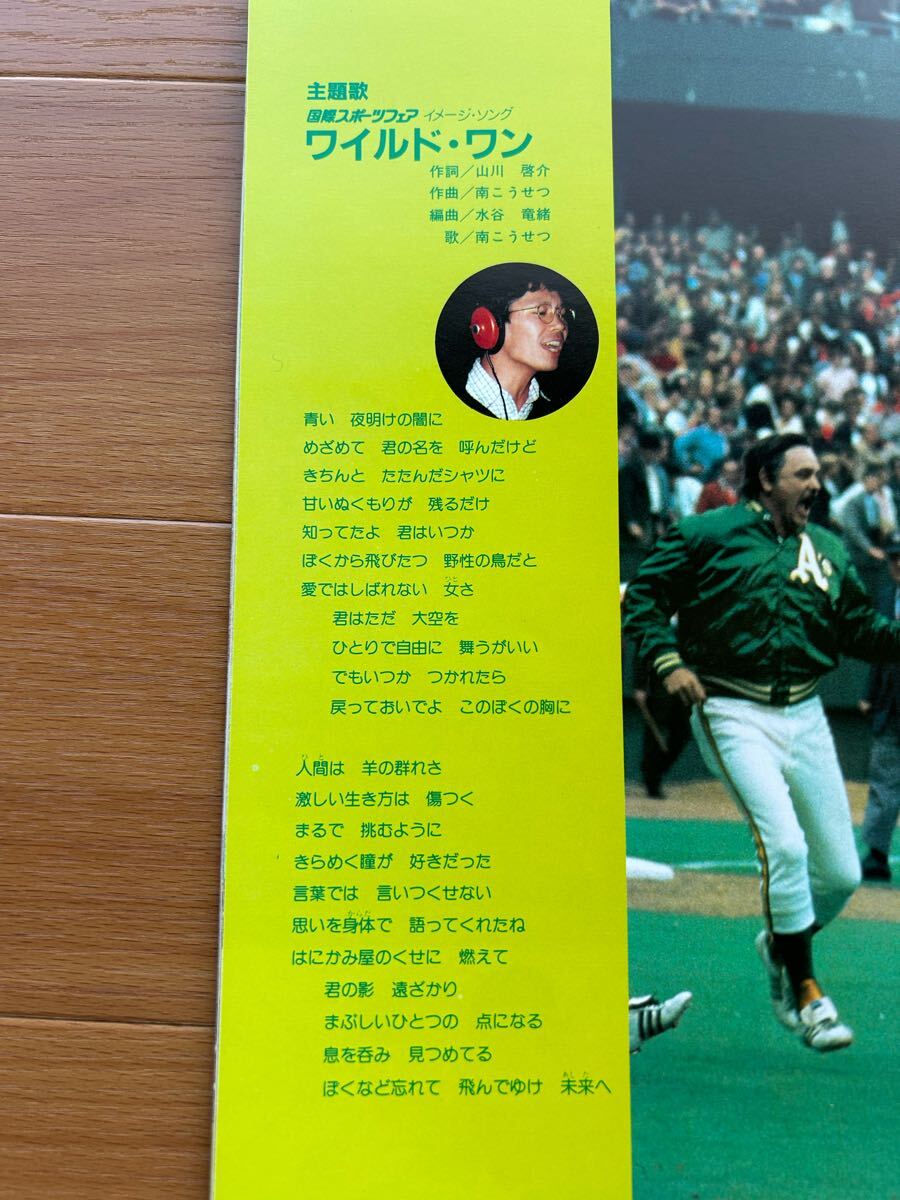 主題歌
国際スポーツフェア イメージ・ソング
ワイルド・ワン
作詞／山川　啓介
作曲／南こうせつ
編曲／水谷　竜緒
歌／南こうせつ
青い　夜明けの闇に
めざめて　君の名を　呼んだけど
きちんと　たたんだシャツに
甘いぬくもりが　残るだけ
知ってたよ　君はいつか
ぼくから飛びたつ　野性の鳥だと
愛ではしばれない　女さ
君はただ　大空を
ひとりで自由に　舞うがいい
でもいつか　つかれたら
戻っておいでよ　このぼくの胸に
人間は　羊の群れさ
激しい生き方は　傷つく
まるで　挑むように
きらめく瞳が　好きだった
言葉では　言いつくせない
思いを身体で　語ってくれたね
はにかみ屋のくせに　燃えて
君の影　遠ざかり
まぶしいひとつの　点になる
息を呑み　見つめてる
ぼくなど忘れて　飛んでゆけ　未来へ
A's